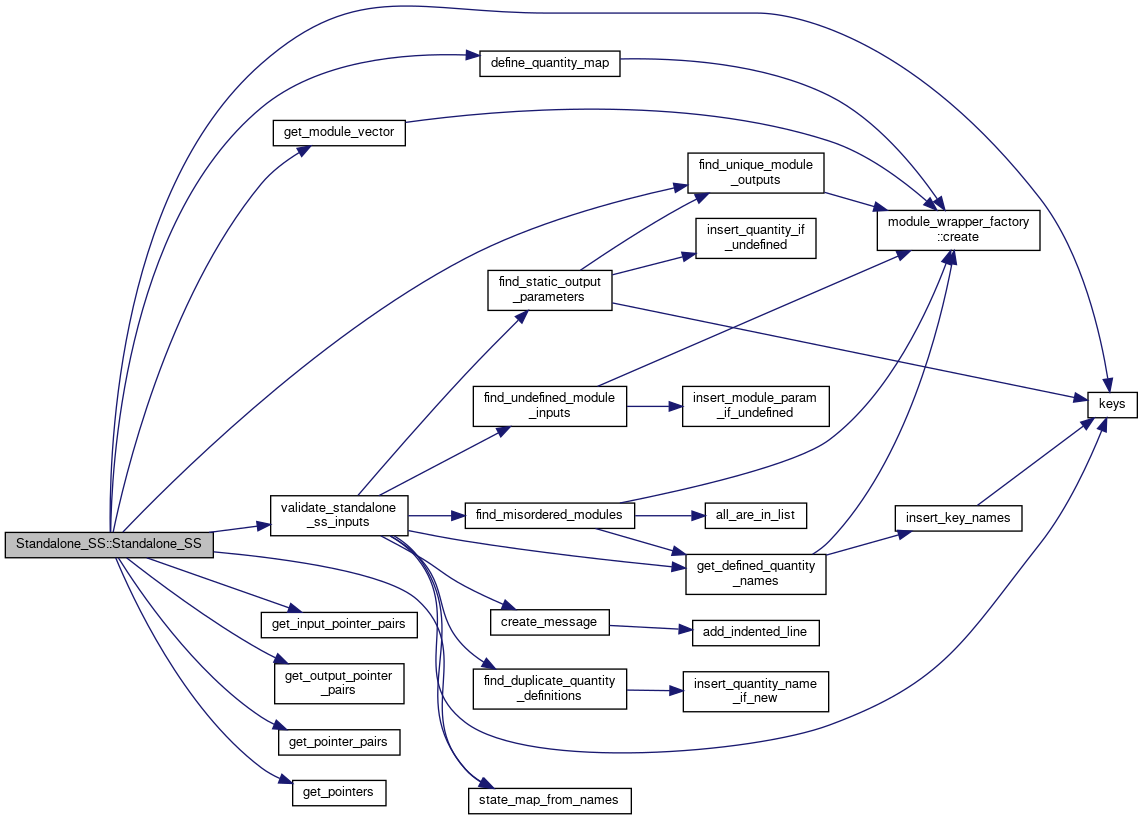 define_quantity_map
get_module_vector
find_unique_module
_outputs
module_wrapper_factory
::create
insert_quantity_if
_undefined
find_static_output
_parameters
find_undefined_module
_inputs
insert_module_param
_if_undefined
keys
validate_standalone
_ss_inputs
find_misordered_modules
all_are_in_list
insert_key_names
Standalone_SS::Standalone_SS
get_defined_quantity
_names
get_input_pointer_pairs
create_message
add_indented_line
get_output_pointer
_pairs
find_duplicate_quantity
_definitions
insert_quantity_name
_if_new
get_pointer_pairs
get_pointers
state_map_from_names